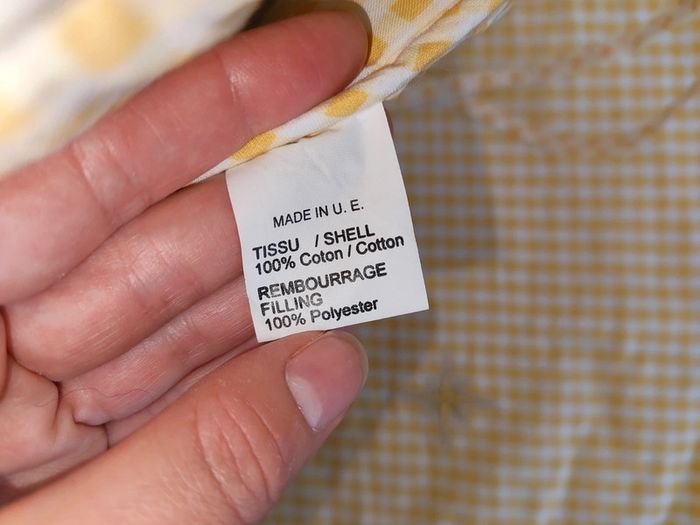 MADE IN U. E.
TISSU / SHELL
100% Coton / Cotton
REMBOURRAGE
FILLING
100% Polyester